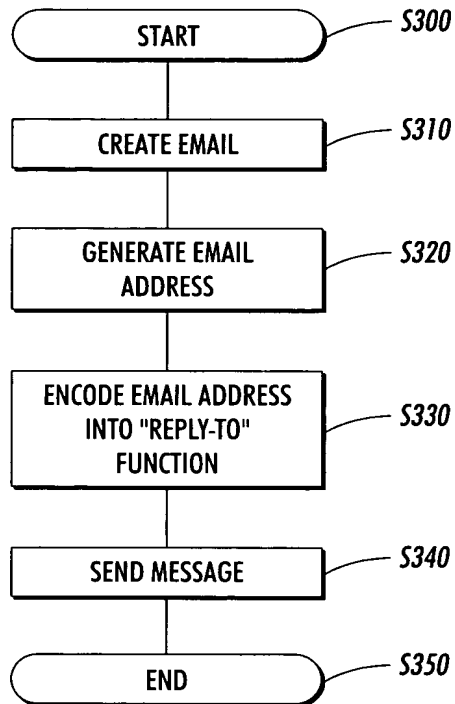 START
S300
CREATE EMAIL
S310
GENERATE EMAIL
ADDRESS
S320
ENCODE EMAIL ADDRESS
INTO "REPLY-TO"
FUNCTION
S330
SEND MESSAGE
S340
END
S350